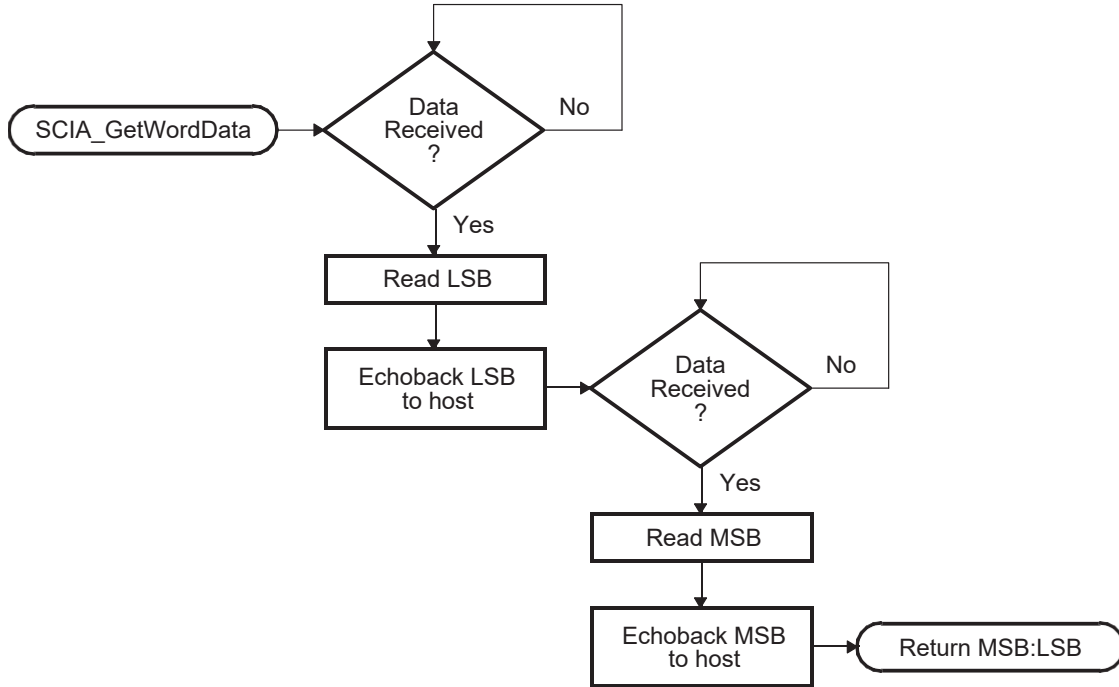 SCIA_GetWordData
Data
Received
?
No
Yes
Read LSB
Echoback LSB
to host
Data
Received
?
No
Yes
Read MSB
Echoback MSB
to host
Return MSB:LSB